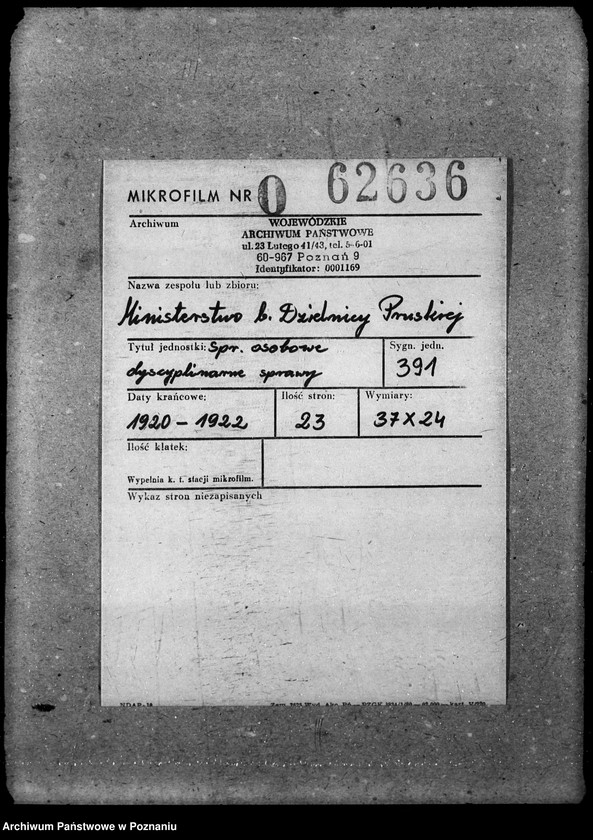 MIKROFILM NR 0 62636
Archiwum
WOJEWÓDZKIE
ARCHIWUM PAŃSTWOWE
ul. 23 Lutego 41/43, tel. 5-6-01
60-967 Poznań 9
Identyfikator: 0001169
Nazwa zespołu lub zbioru:
Ministerstwo b. Dzielnicy Pruskiej
Tytuł jednostki: Spr. osobowe
dyscyplinarne sprawy
Sygn. jedn.
391
Daty krańcowe:
1920 – 1922
Ilość stron:
23
Wymiary:
37 X 24
Ilość klatek:
Wypełnia k. t. stacji mikrofilm.
Wykaz stron niezapisanych
Archiwum Państwowe w Poznaniu